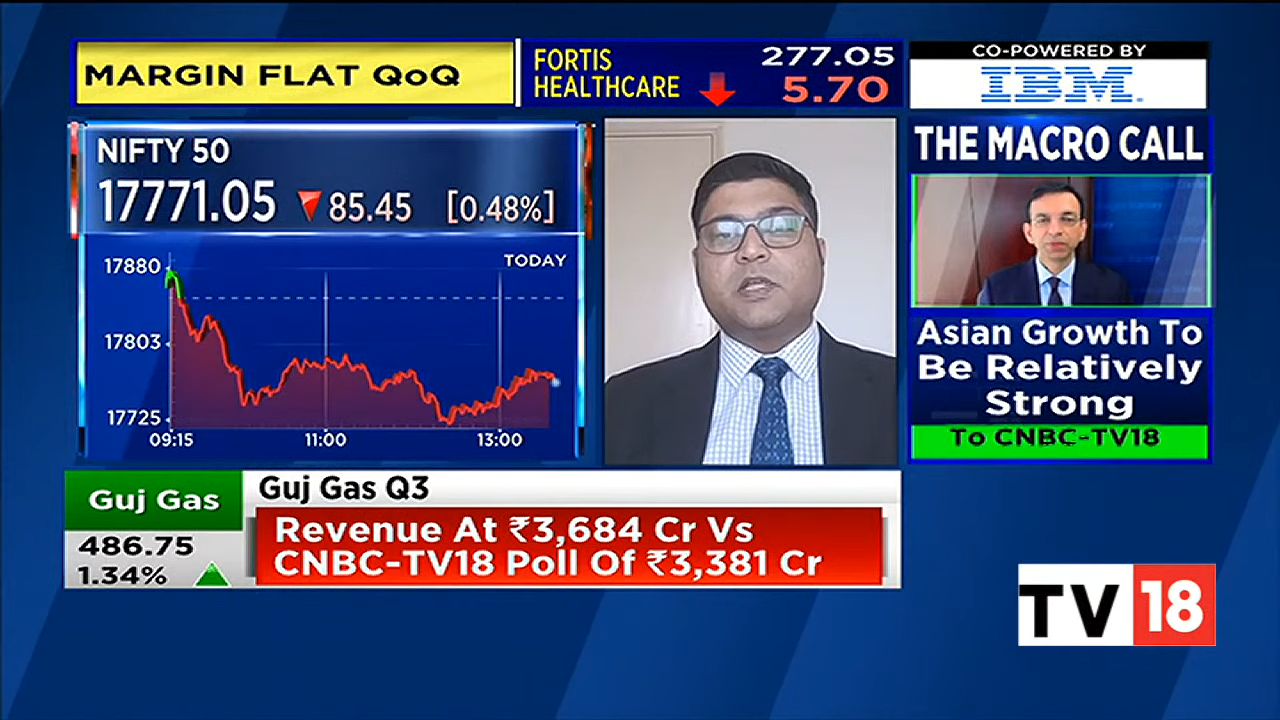 MARGIN FLAT QoQ
FORTIS
HEALTHCARE
277.05
5.70
CO-POWERED BY
IBM
NIFTY 50
17771.05 85.45 [0.48%]
TODAY
17880
17803
17725
09:15 11:00 13:00
THE MACRO CALL
Asian Growth To
Be Relatively
Strong
To CNBC-TV18
Guj Gas
486.75
1.34%
Guj Gas Q3
Revenue At ₹3,684 Cr Vs
CNBC-TV18 Poll Of ₹3,381 Cr
TV18